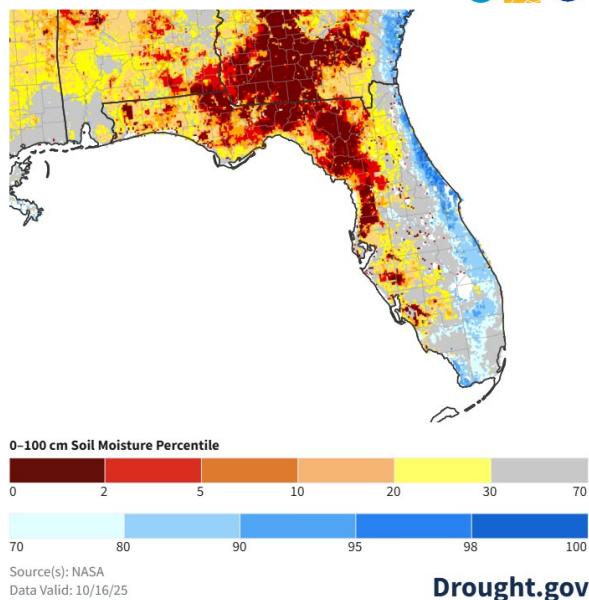 0–100 cm Soil Moisture Percentile
0 2 5 10 20 30 70
70 80 90 95 98 100
Source(s): NASA
Data Valid: 10/16/25
Drought.gov